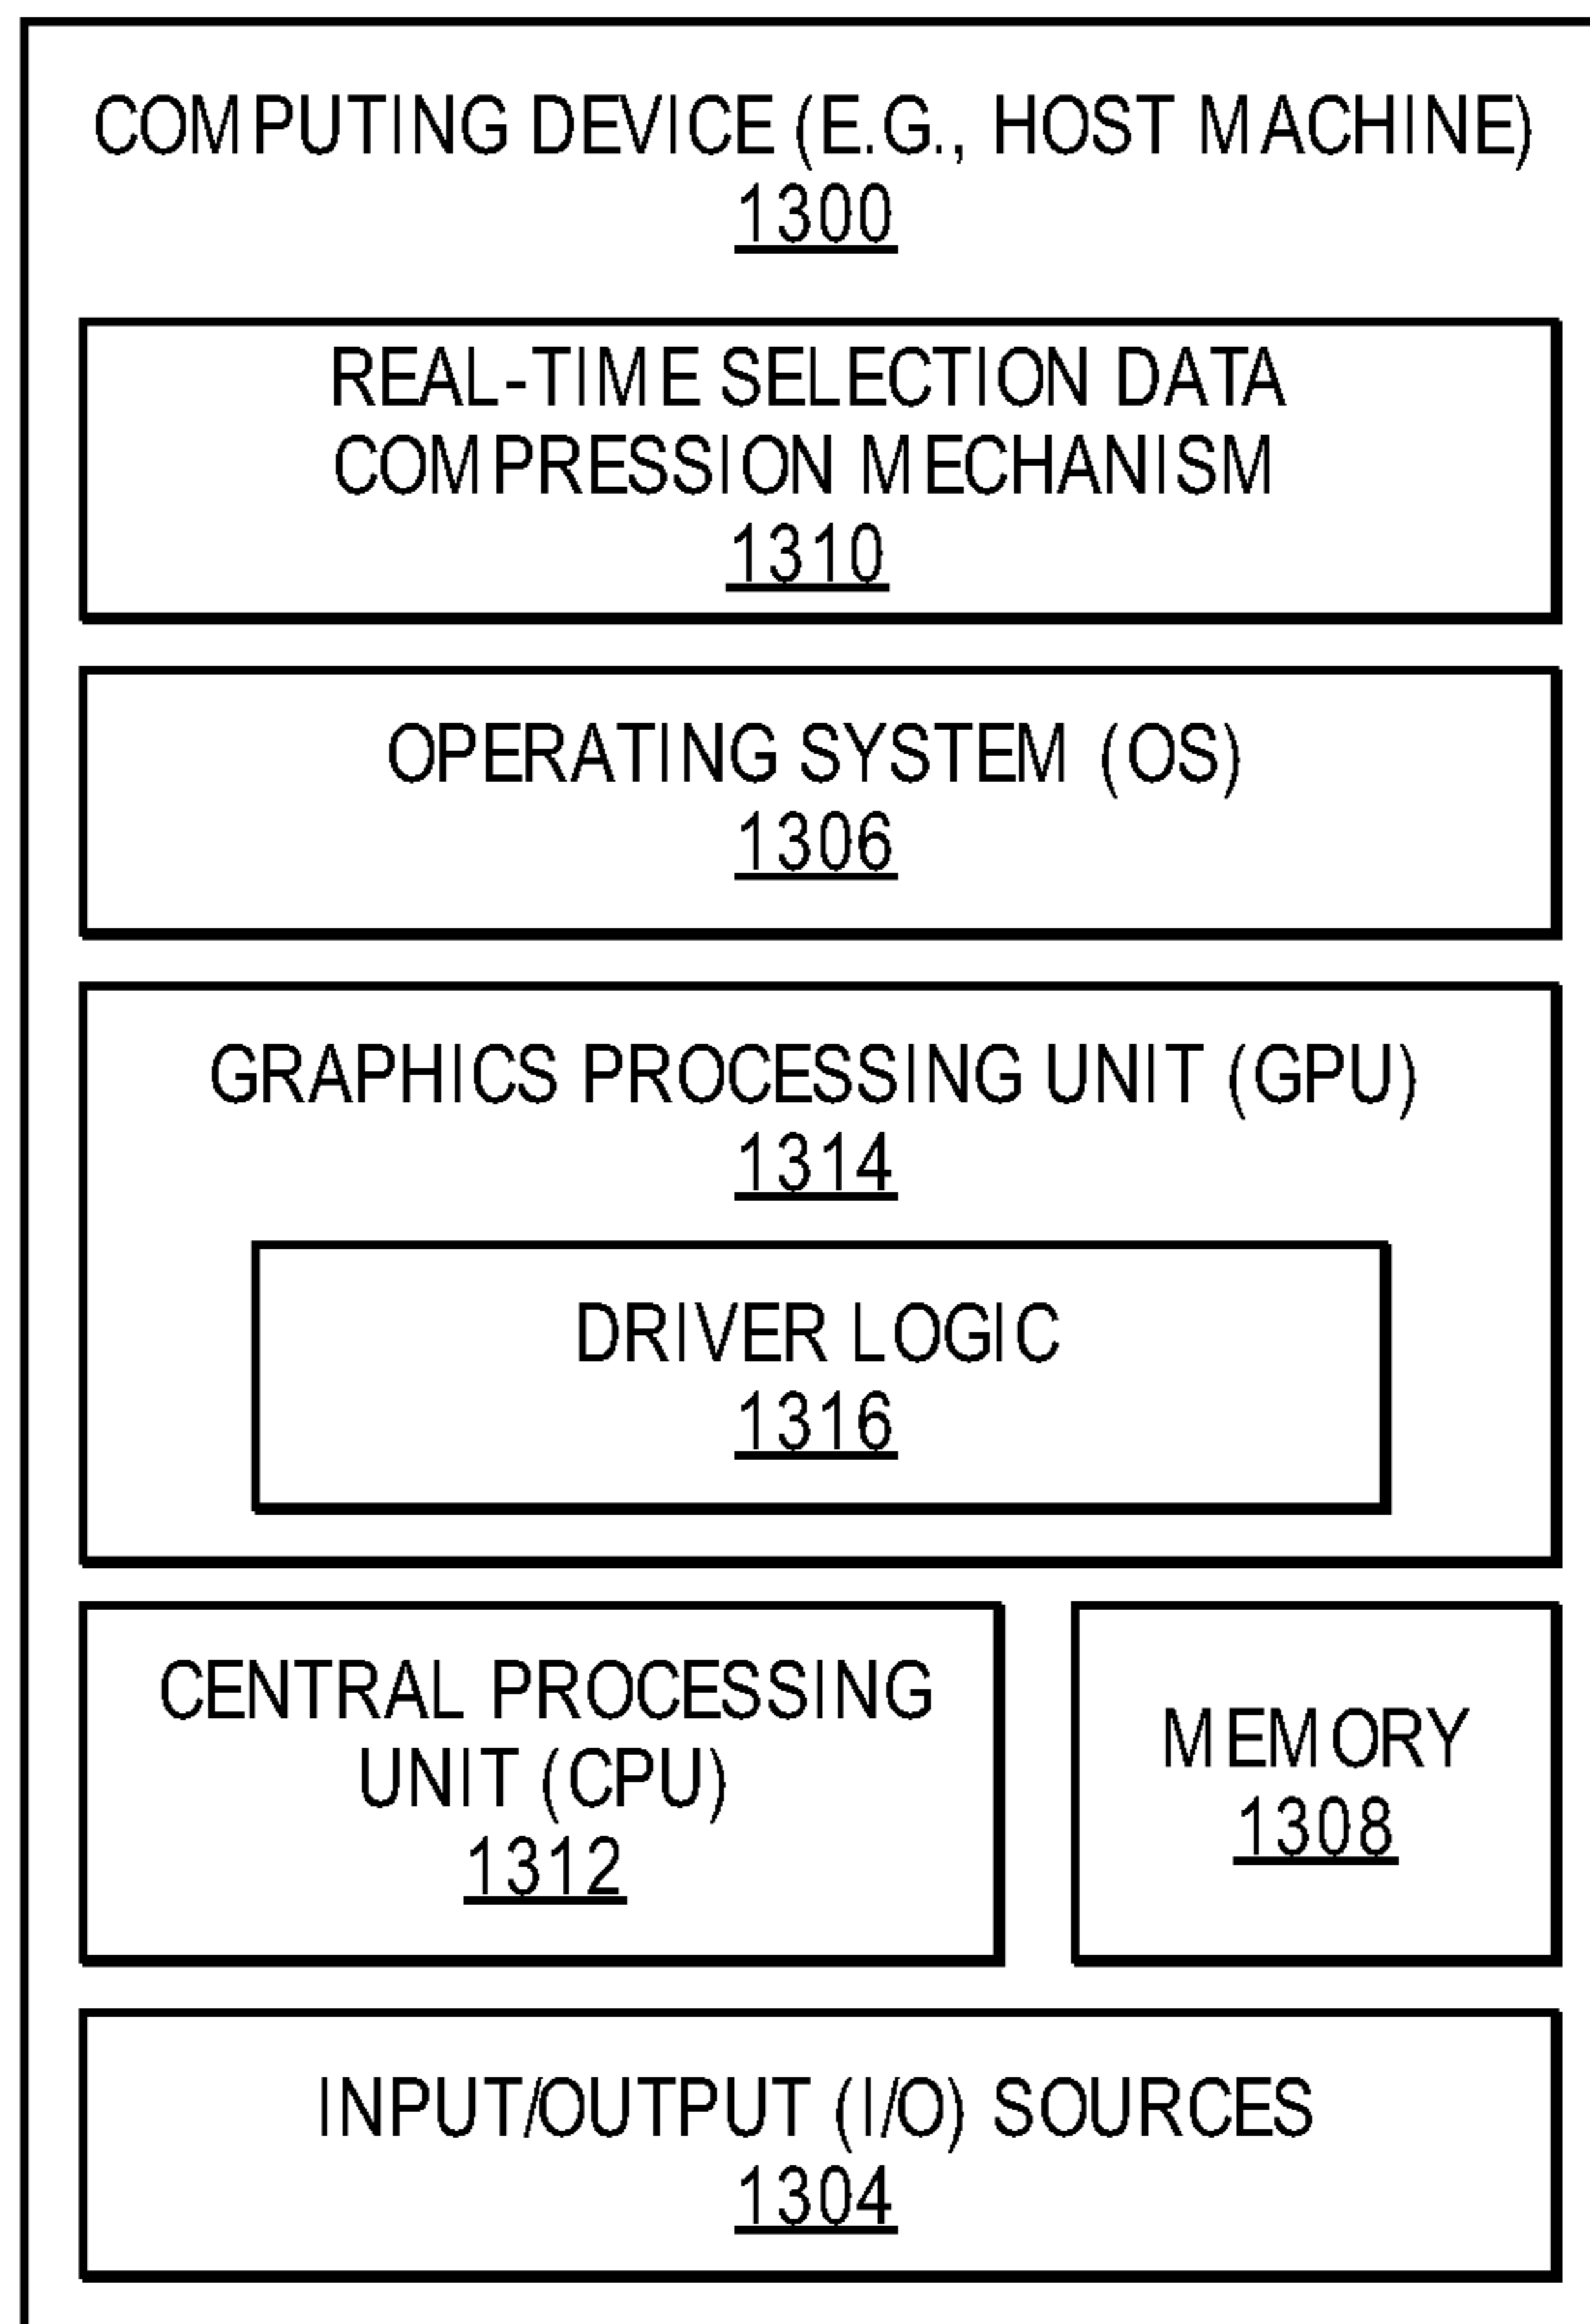 COMPUTING DEVICE (E.G., HOST MACHINE)
1300
REAL-TIME SELECTION DATA
COMPRESSION MECHANISM
1310
OPERATING SYSTEM (OS)
1306
GRAPHICS PROCESSING UNIT (GPU)
1314
DRIVER LOGIC
1316
CENTRAL PROCESSING
UNIT (CPU)
1312
MEMORY
1308
INPUT/OUTPUT (I/O) SOURCES
1304